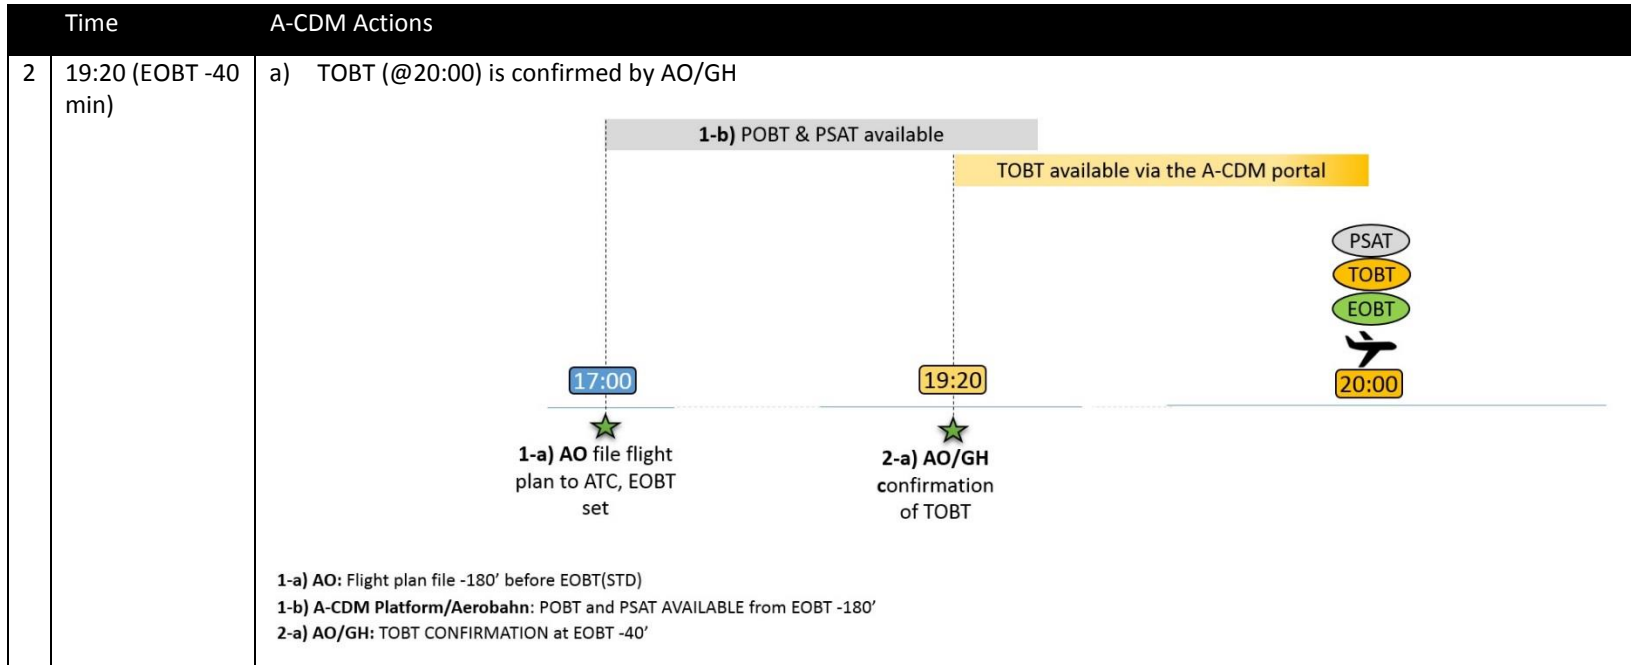 Time A-CDM Actions
2 19:20 (EOBT -40 a) TOBT (@20:00) is confirmed by AO/GH
min)
1-b) POBT & PSAT available
TOBT available via the A-CDM portal
PSAT
TOBT
EOBT
17:00 19:20 20:00
1-a) AO file flight
plan to ATC, EOBT
set
2-a) AO/GH
confirmation
of TOBT
1-a) AO: Flight plan file -180’ before EOBT(STD)
1-b) A-CDM Platform/Aerobahn: POBT and PSAT AVAILABLE from EOBT -180’
2-a) AO/GH: TOBT CONFIRMATION at EOBT -40’